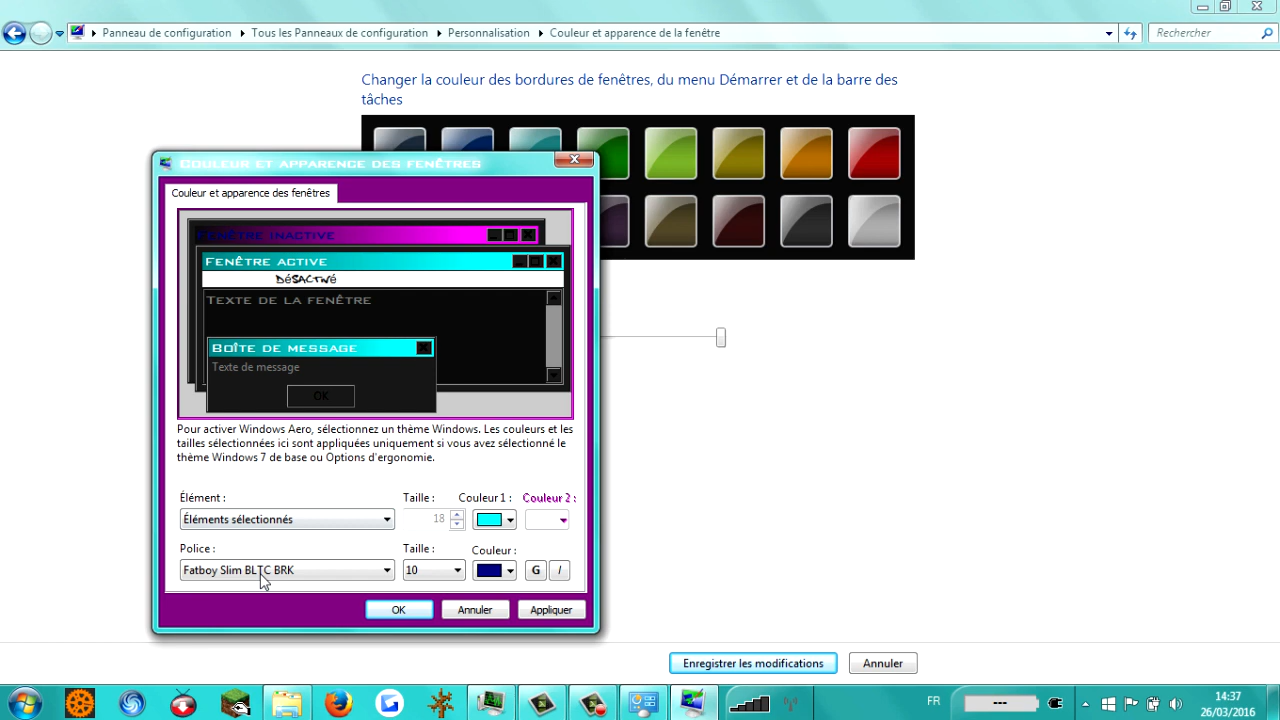 Panneau de configuration Tous les Panneaux de configuration Personnalisation Couleur et apparence de la fenêtre Rechercher
Changer la couleur des bordures de fenêtres, du menu Démarrer et de la barre des
tâches
Couleur et apparence des fenêtres
Couleur et apparence des fenêtres
Fenêtre inactive
Fenêtre active
Désactivé
Texte de la fenêtre
Boîte de message
Texte de message
OK
Pour activer Windows Aero, sélectionnez un thème Windows. Les couleurs et les
tailles sélectionnées ici sont appliquées uniquement si vous avez sélectionné le
thème Windows 7 de base ou Options d'ergonomie.
Élément : Taille : Couleur 1 : Couleur 2 :
Éléments sélectionnés 18
Police : Taille : Couleur :
Fatboy Slim BLTC BRK 10 G I
OK Annuler Appliquer
Enregistrer les modifications Annuler
FR --- 14:37
26/03/2016